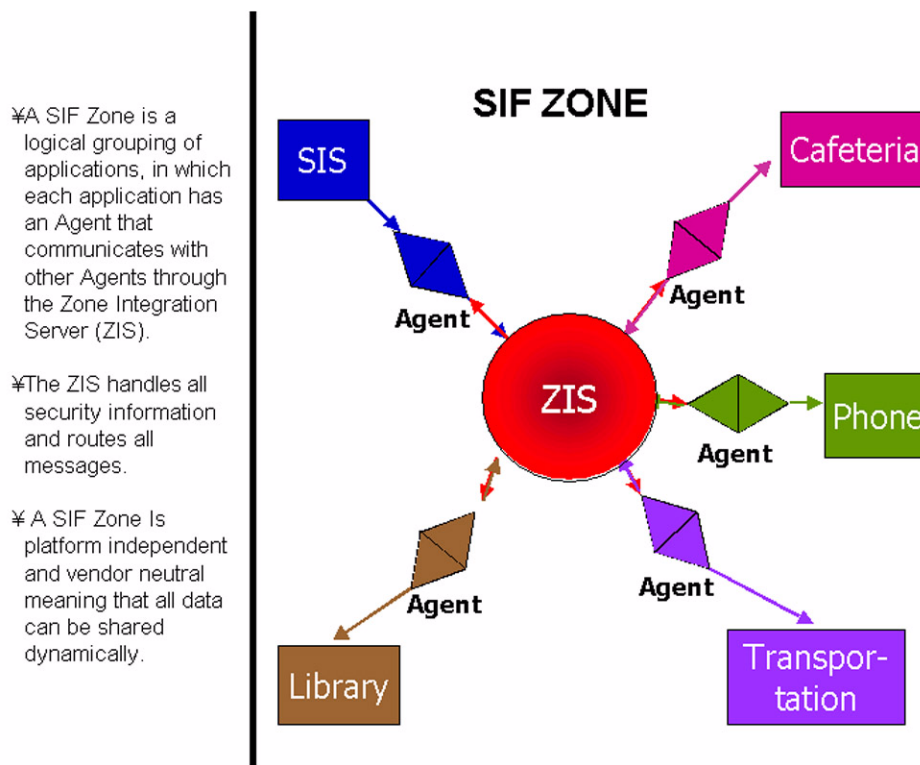 ¥A SIF Zone is a
logical grouping of
applications, in which
each application has
an Agent that
communicates with
other Agents through
the Zone Integration
Server (ZIS).
¥The ZIS handles all
security information
and routes all
messages.
¥ A SIF Zone Is
platform independent
and vendor neutral
meaning that all data
can be shared
dynamically.
SIF ZONE
SIS
Cafeteria
Agent
Agent
ZIS
Phone
Agent
Agent
Agent
Library
Transpor-
tation